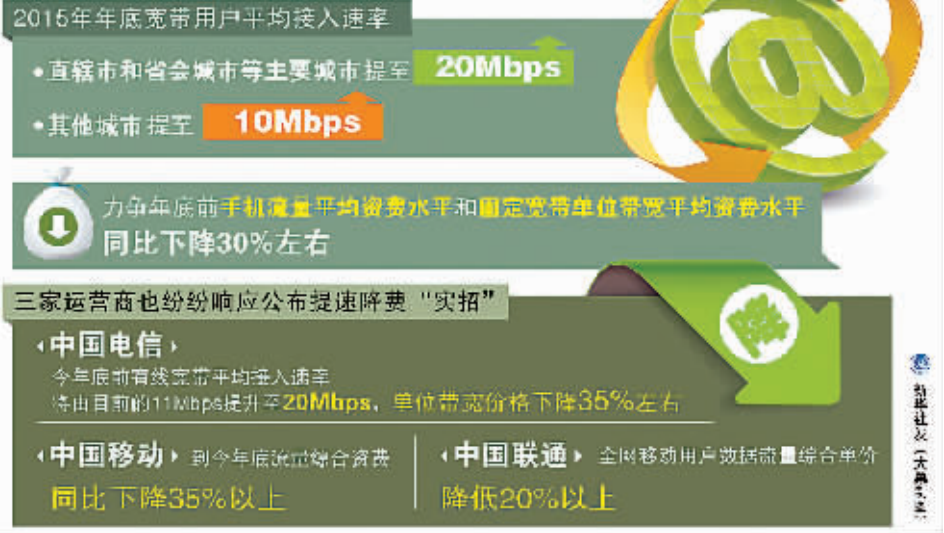 2015年年底宽带用户平均接入速率
•直辖市和省会城市等主要城市提至 20Mbps
•其他城市提至 10Mbps
力争年底前手机流量平均资费水平和固定宽带单位带宽平均资费水平
同比下降30%左右
三家运营商也纷纷响应公布提速降费“实招”
中国电信
今年底前有线宽带平均接入速率
将由目前的11Mbps提升至20Mbps，单位带宽价格下降35%左右
中国移动 到今年底流量综合资费
同比下降35%以上
中国联通 全网移动用户数据流量综合单价
降低20%以上
新华社发